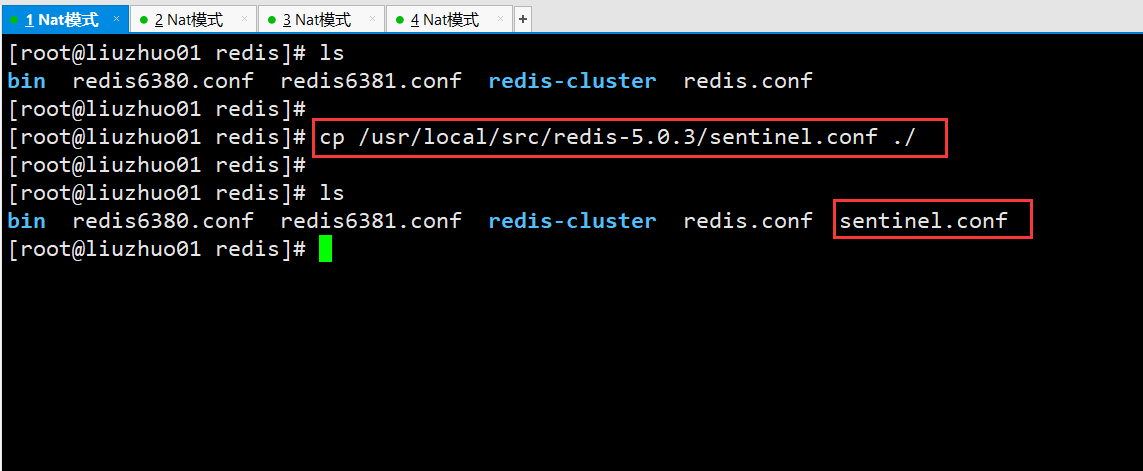 1 Nat模式 × 2 Nat模式 × 3 Nat模式 × 4 Nat模式 × +
[root@liuzhuo01 redis]# ls
bin redis6380.conf redis6381.conf redis-cluster redis.conf
[root@liuzhuo01 redis]#
[root@liuzhuo01 redis]# cp /usr/local/src/redis-5.0.3/sentinel.conf ./
[root@liuzhuo01 redis]#
[root@liuzhuo01 redis]# ls
bin redis6380.conf redis6381.conf redis-cluster redis.conf sentinel.conf
[root@liuzhuo01 redis]#